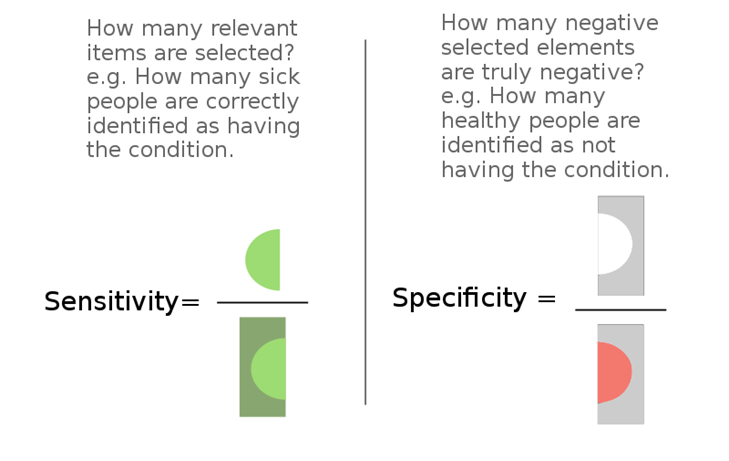 How many relevant
items are selected?
e.g. How many sick
people are correctly
identified as having
the condition.
Sensitivity=
How many negative
selected elements
are truly negative?
e.g. How many
healthy people are
identified as not
having the condition.
Specificity =